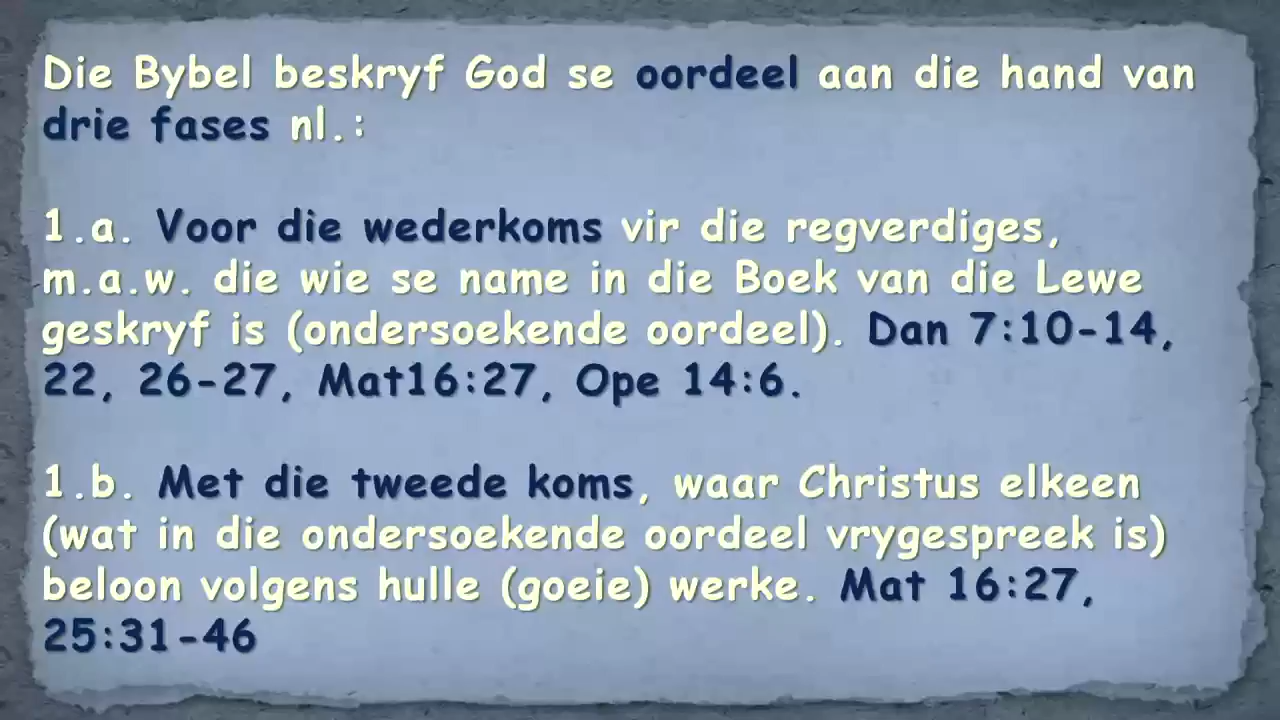 Die Bybel beskryf God se oordeel aan die hand van
drie fases nl.:
1.a. Voor die wederkoms vir die regverdiges,
m.a.w. die wie se name in die Boek van die Lewe
geskryf is (ondersoekende oordeel). Dan 7:10-14,
22, 26-27, Mat16:27, Ope 14:6.
1.b. Met die tweede koms, waar Christus elkeen
(wat in die ondersoekende oordeel vrygespreek is)
beloon volgens hulle (goeie) werke. Mat 16:27,
25:31-46